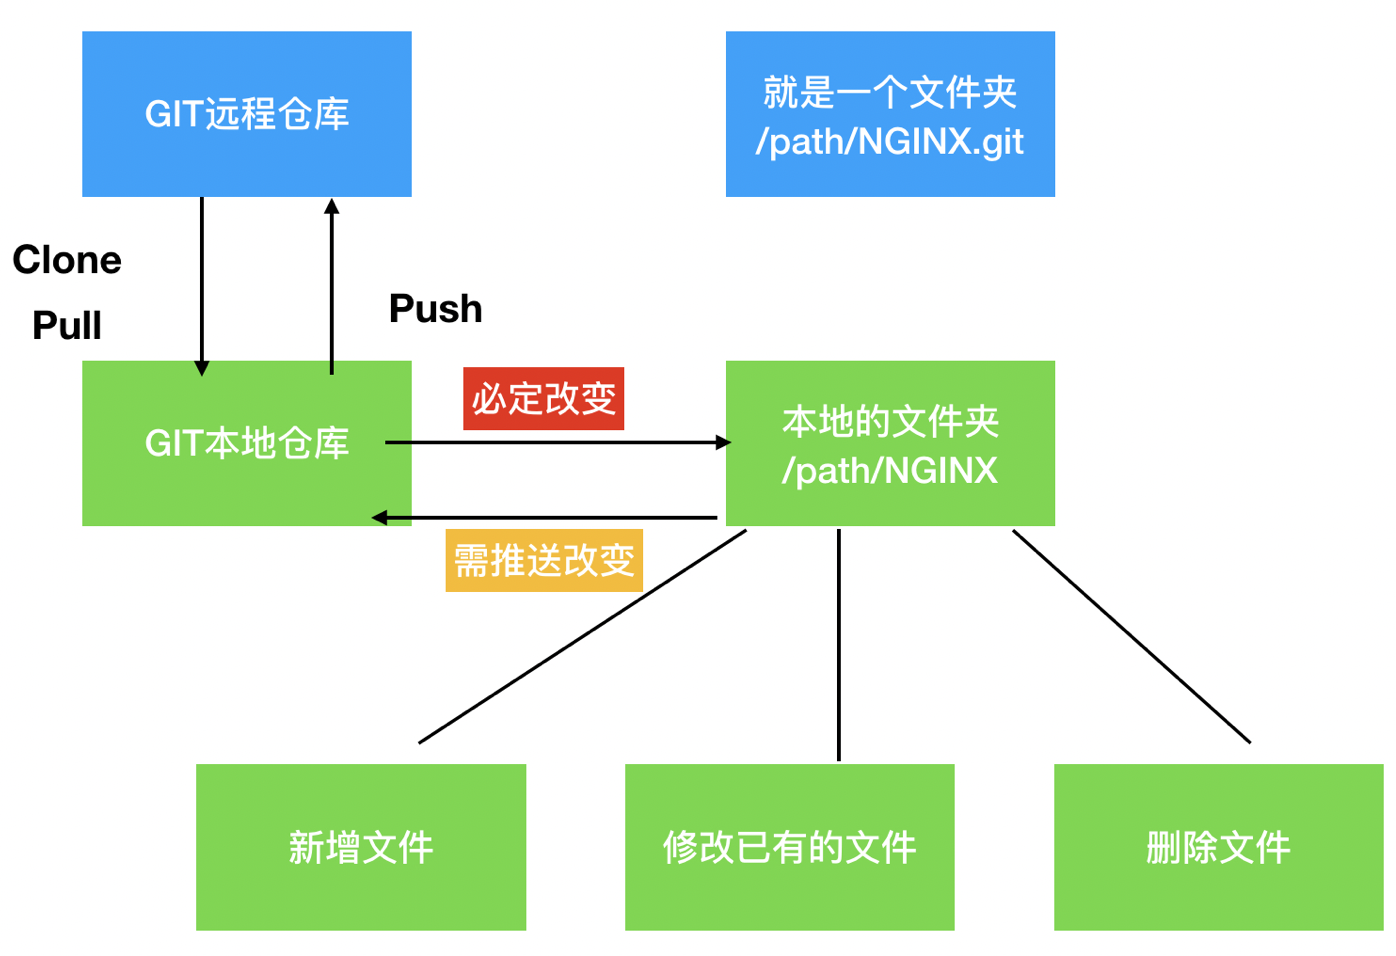 GIT远程仓库
就是一个文件夹
/path/NGINX.git
Clone
Pull
Push
必定改变
GIT本地仓库
本地的文件夹
/path/NGINX
需推送改变
新增文件
修改已有的文件
删除文件